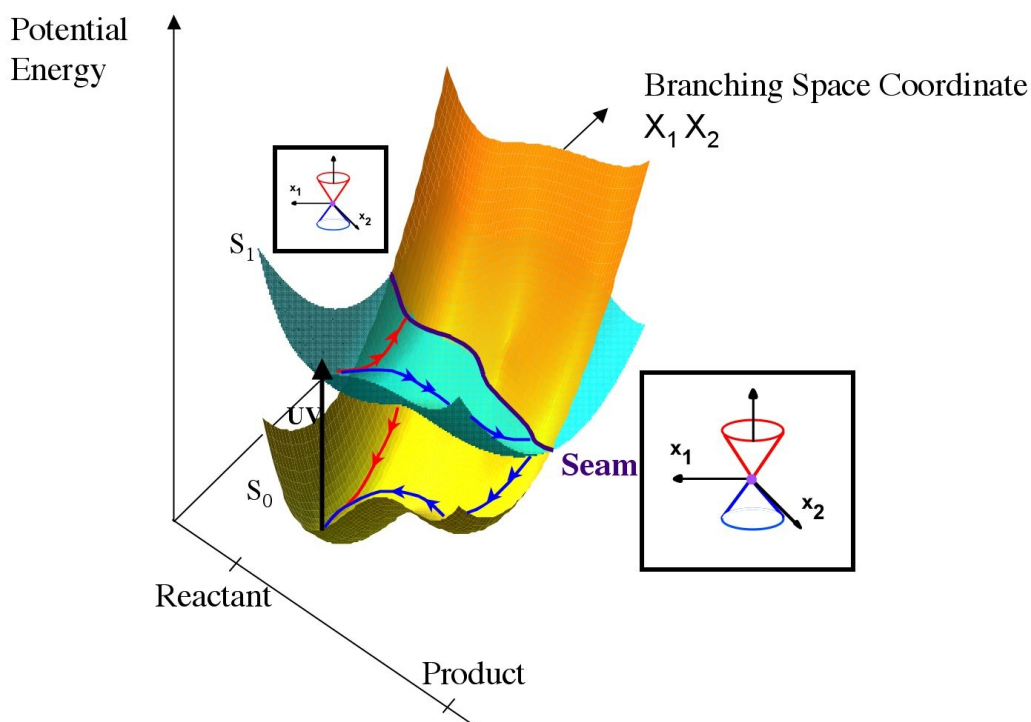 Potential
Energy
Branching Space Coordinate
X₁ X₂
x₁
x₂
S₁
UV
S₀
Seam
x₁
x₂
Reactant
Product